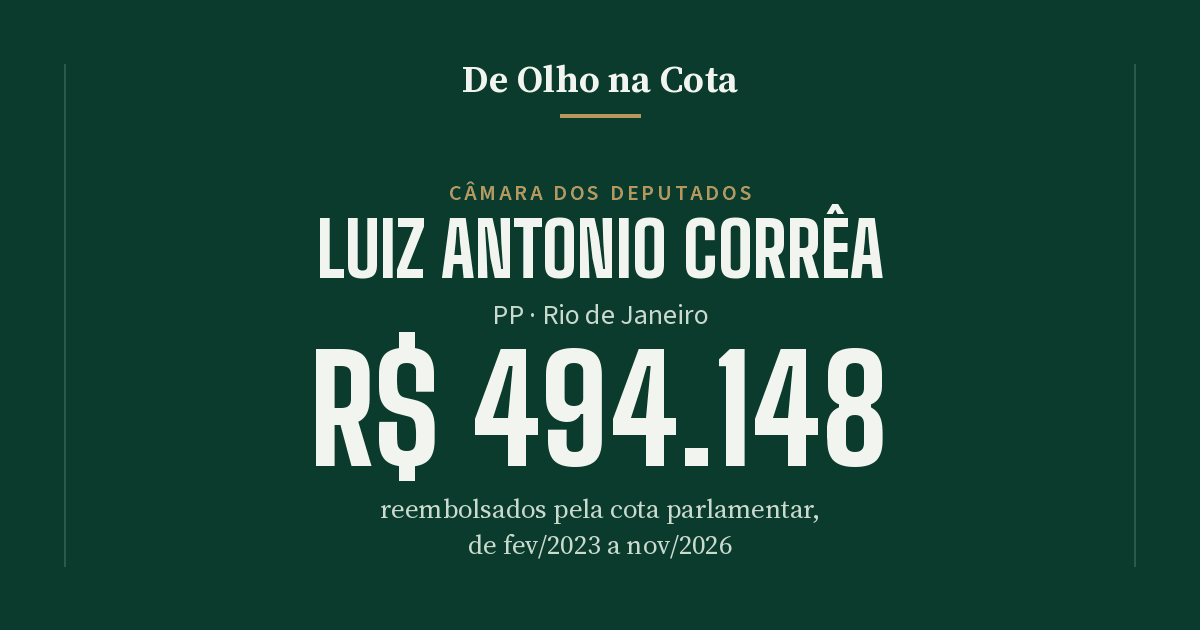 De Olho na Cota
CÂMARA DOS DEPUTADOS
LUIZ ANTONIO CORRÊA
PP · Rio de Janeiro
R$ 494.148
reembolsados pela cota parlamentar,
de fev/2023 a nov/2026